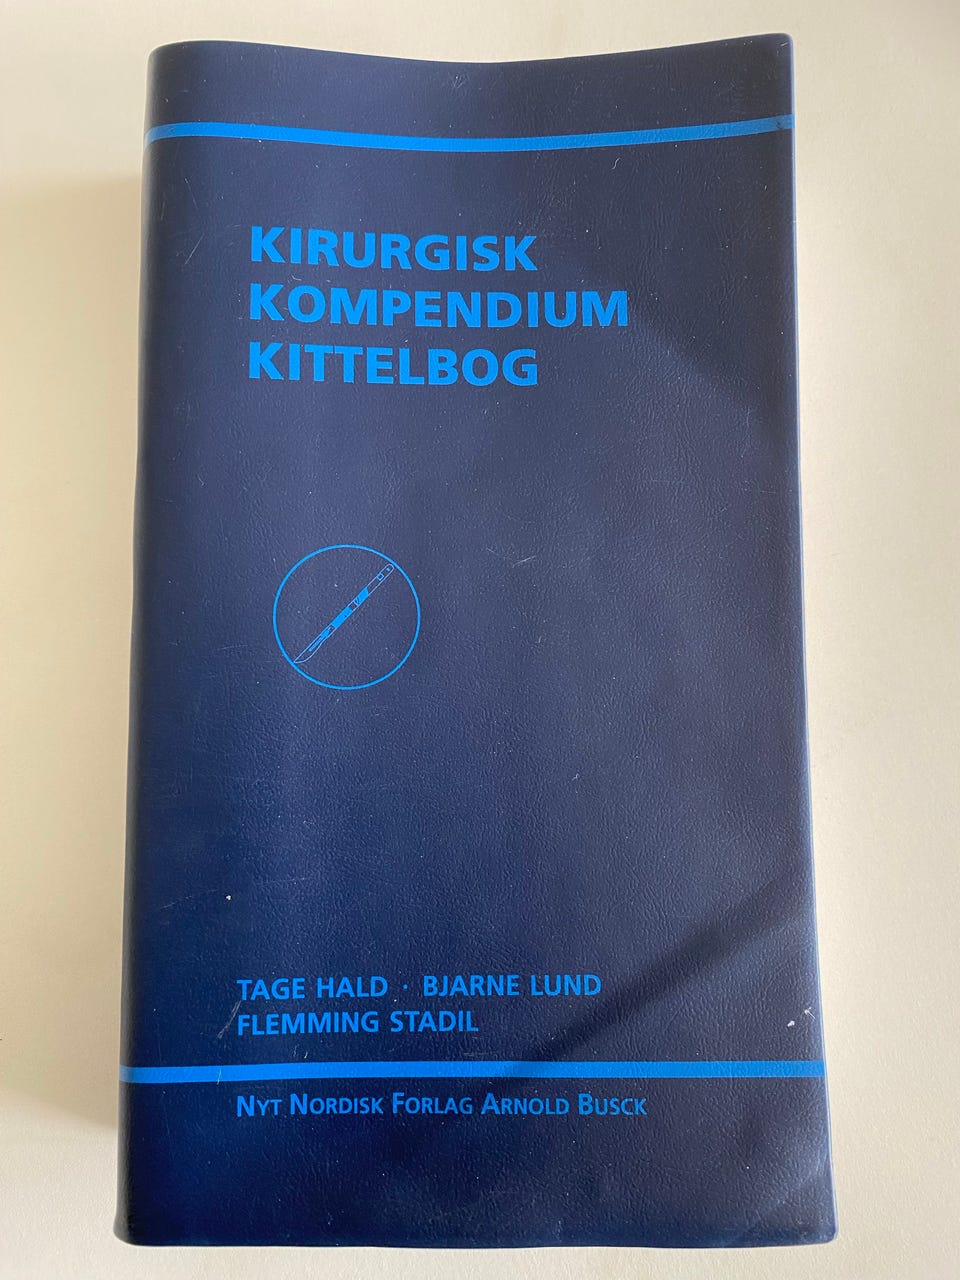 KIRURGISK
KOMPENDIUM
KITTELBOG
TAGE HALD · BJARNE LUND
FLEMMING STADIL
NYT NORDISK FORLAG ARNOLD BUSCK